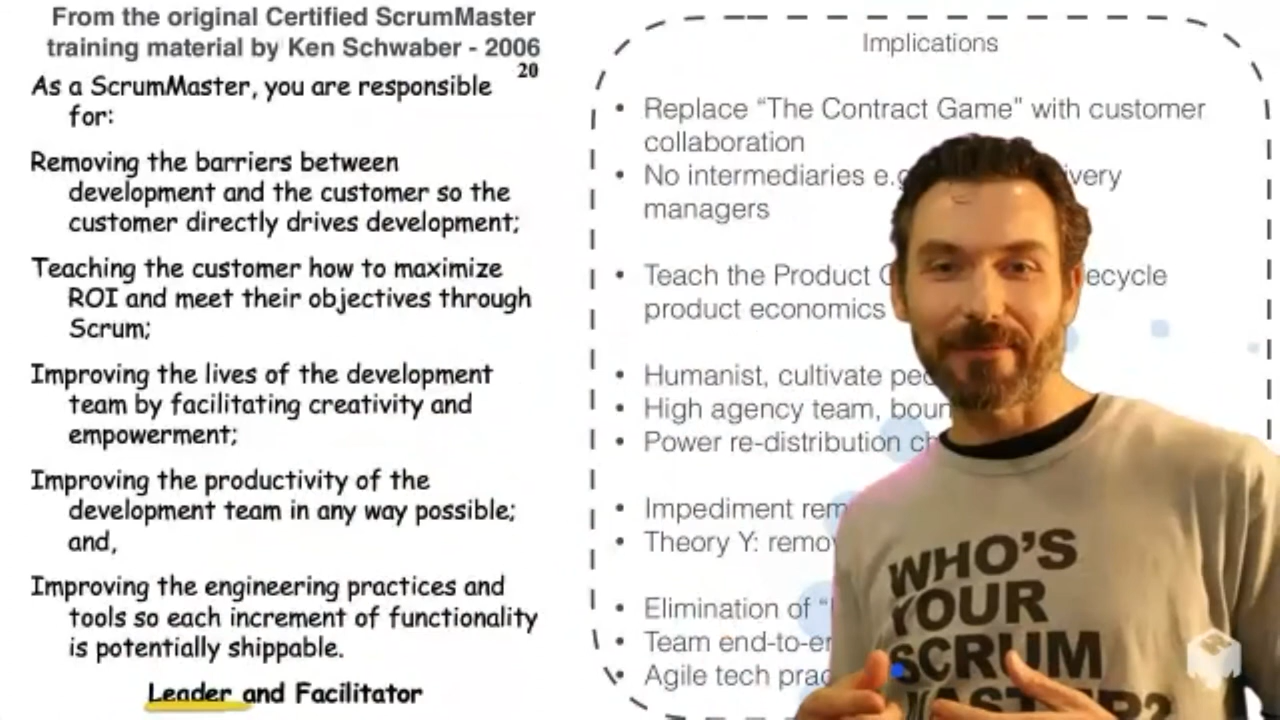 From the original Certified ScrumMaster
training material by Ken Schwaber - 2006
20
As a ScrumMaster, you are responsible
for:
Removing the barriers between
development and the customer so the
customer directly drives development;
Teaching the customer how to maximize
ROI and meet their objectives through
Scrum;
Improving the lives of the development
team by facilitating creativity and
empowerment;
Improving the productivity of the
development team in any way possible;
and,
Improving the engineering practices and
tools so each increment of functionality
is potentially shippable.
Leader and Facilitator
Implications
• Replace “The Contract Game” with customer
collaboration
• No intermediaries
managers
• Teach the Product
product economics
• Humanist, cultivate
• High agency team,
• Power re-distribution
• Impediment
• Theory Y:
• Elimination of
• Team
• Agile tech
WHO'S
YOUR
SCRUM
MASTER?